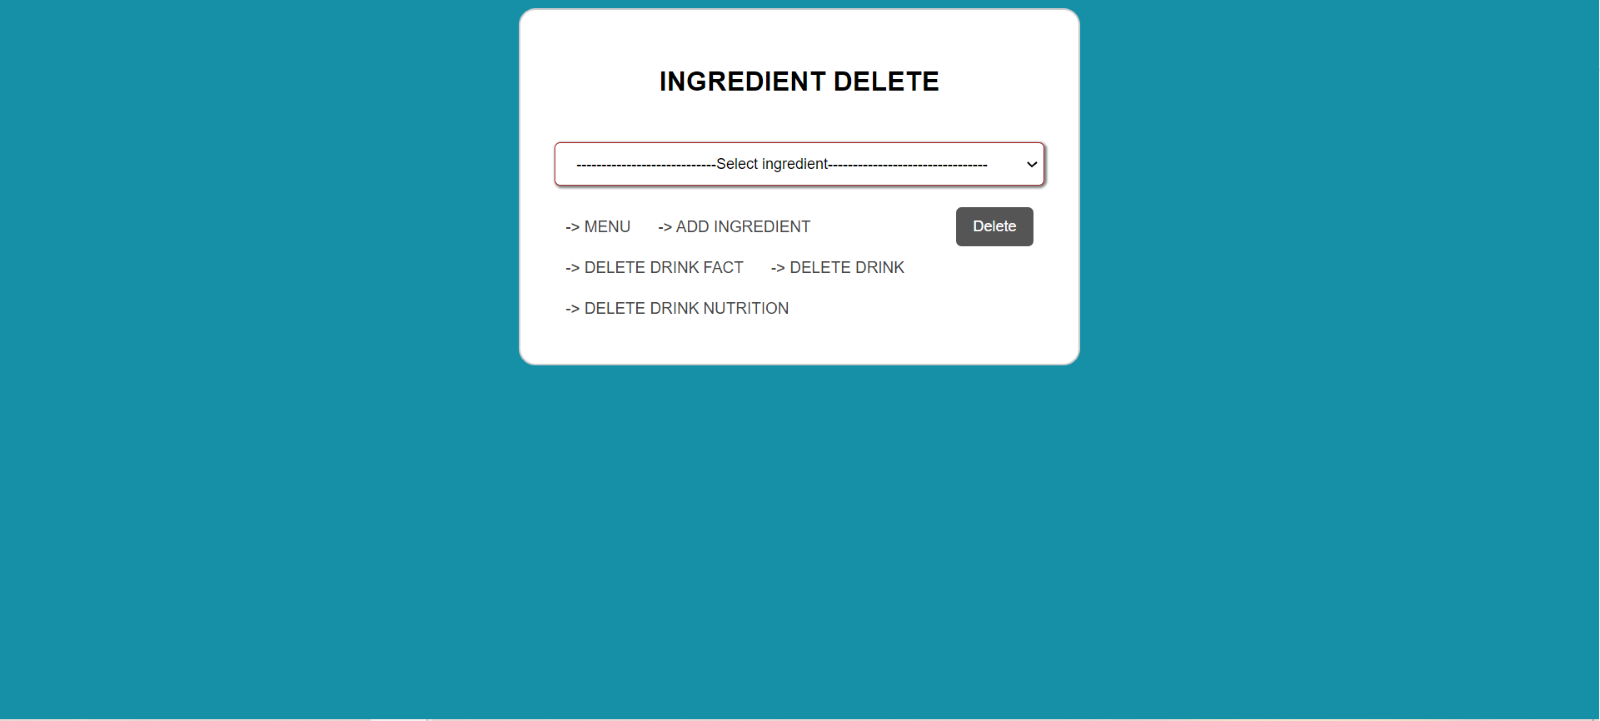 INGREDIENT DELETE
----------------------------Select ingredient--------------------------------
-> MENU -> ADD INGREDIENT Delete
-> DELETE DRINK FACT -> DELETE DRINK
-> DELETE DRINK NUTRITION